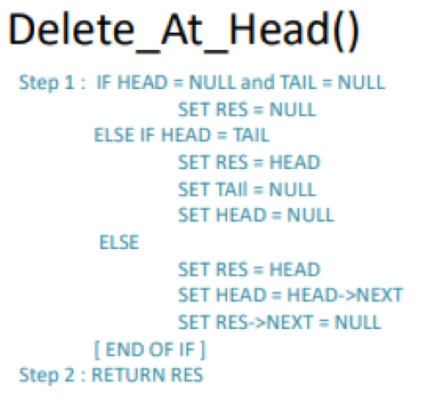 Delete_At_Head()
Step 1 : IF HEAD = NULL and TAIL = NULL
SET RES = NULL
ELSE IF HEAD = TAIL
SET RES = HEAD
SET TAIl = NULL
SET HEAD = NULL
ELSE
SET RES = HEAD
SET HEAD = HEAD->NEXT
SET RES->NEXT = NULL
[ END OF IF ]
Step 2 : RETURN RES